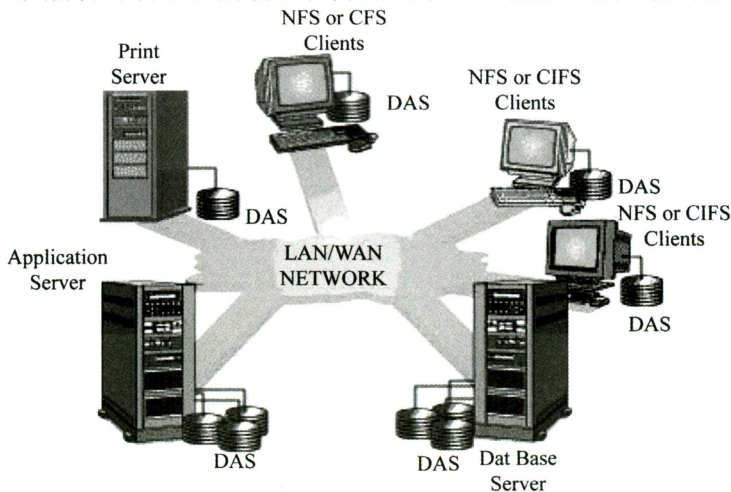 NFS or CFS
Clients
Print
Server
DAS
NFS or CIFS
Clients
DAS
DAS
NFS or CIFS
Clients
LAN/WAN
NETWORK
Application
Server
DAS
DAS
DAS
Dat Base
Server